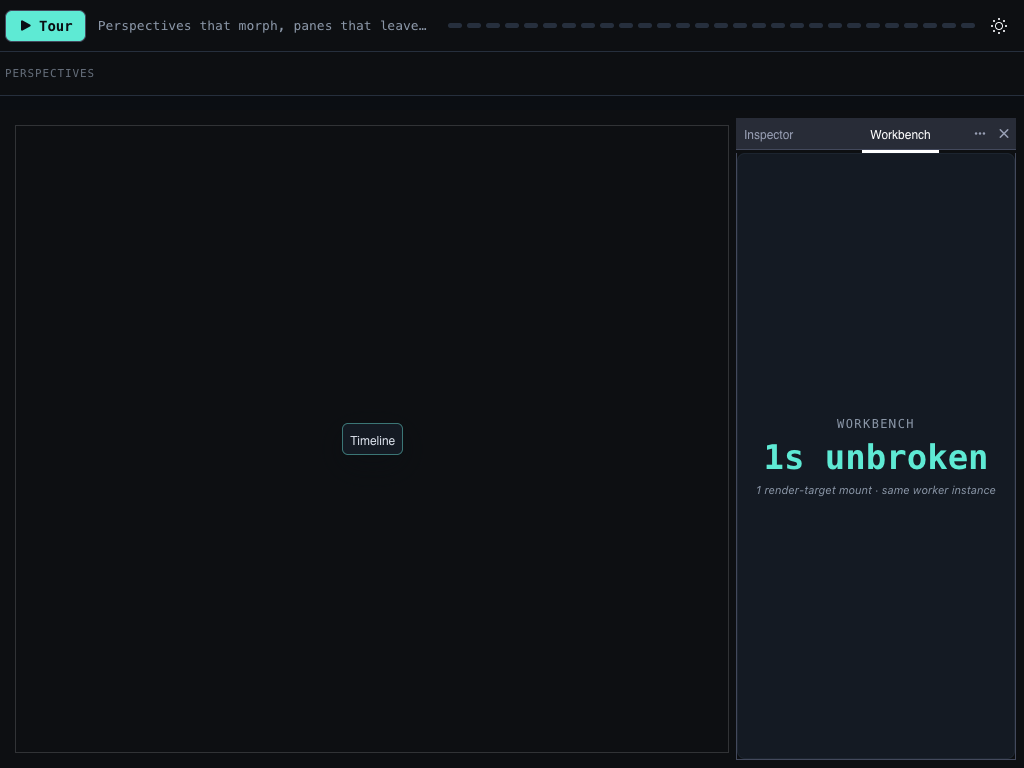 Tour
Perspectives that morph, panes that leave…
PERSPECTIVES
Inspector
Workbench
Timeline
WORKBENCH
1s unbroken
1 render-target mount · same worker instance